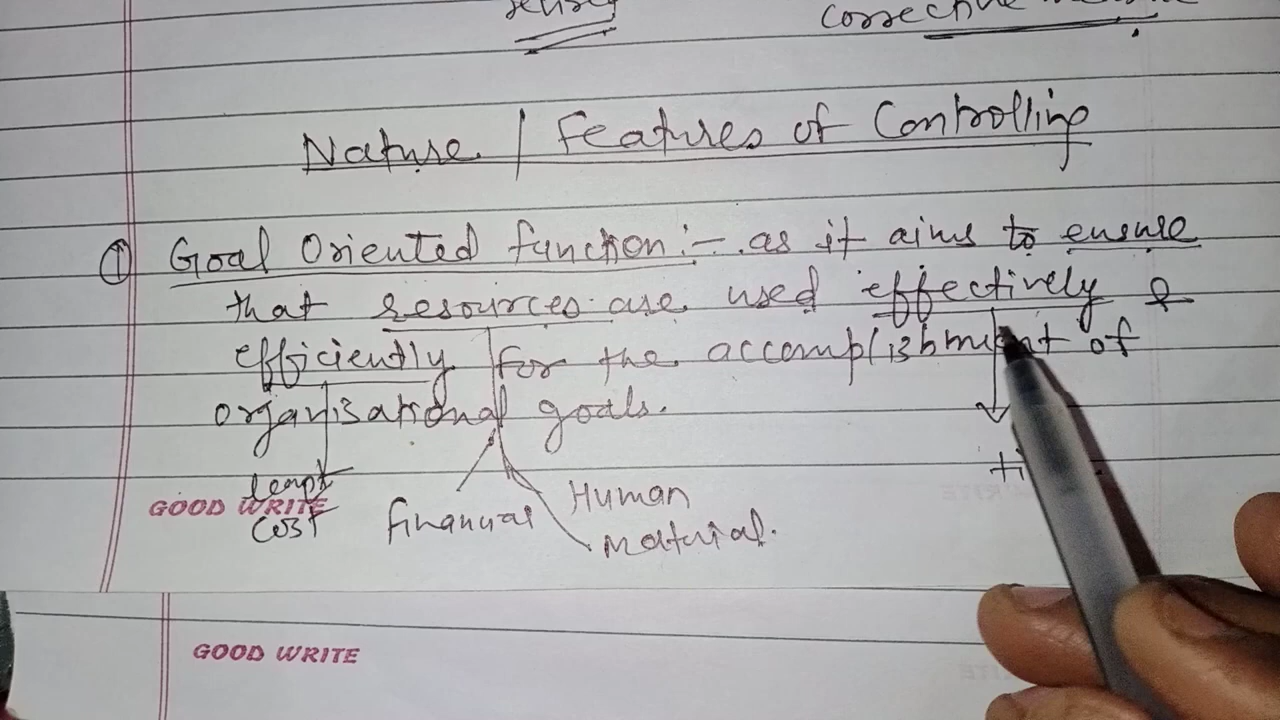 corrective
Nature / Features of Controlling
① Goal Oriented function :- as it aims to ensure
that resources are used effectively &
efficiently for the accomplishment of
organisational goals.
least
cost
financial
Human
material.
GOOD WRITE
GOOD WRITE